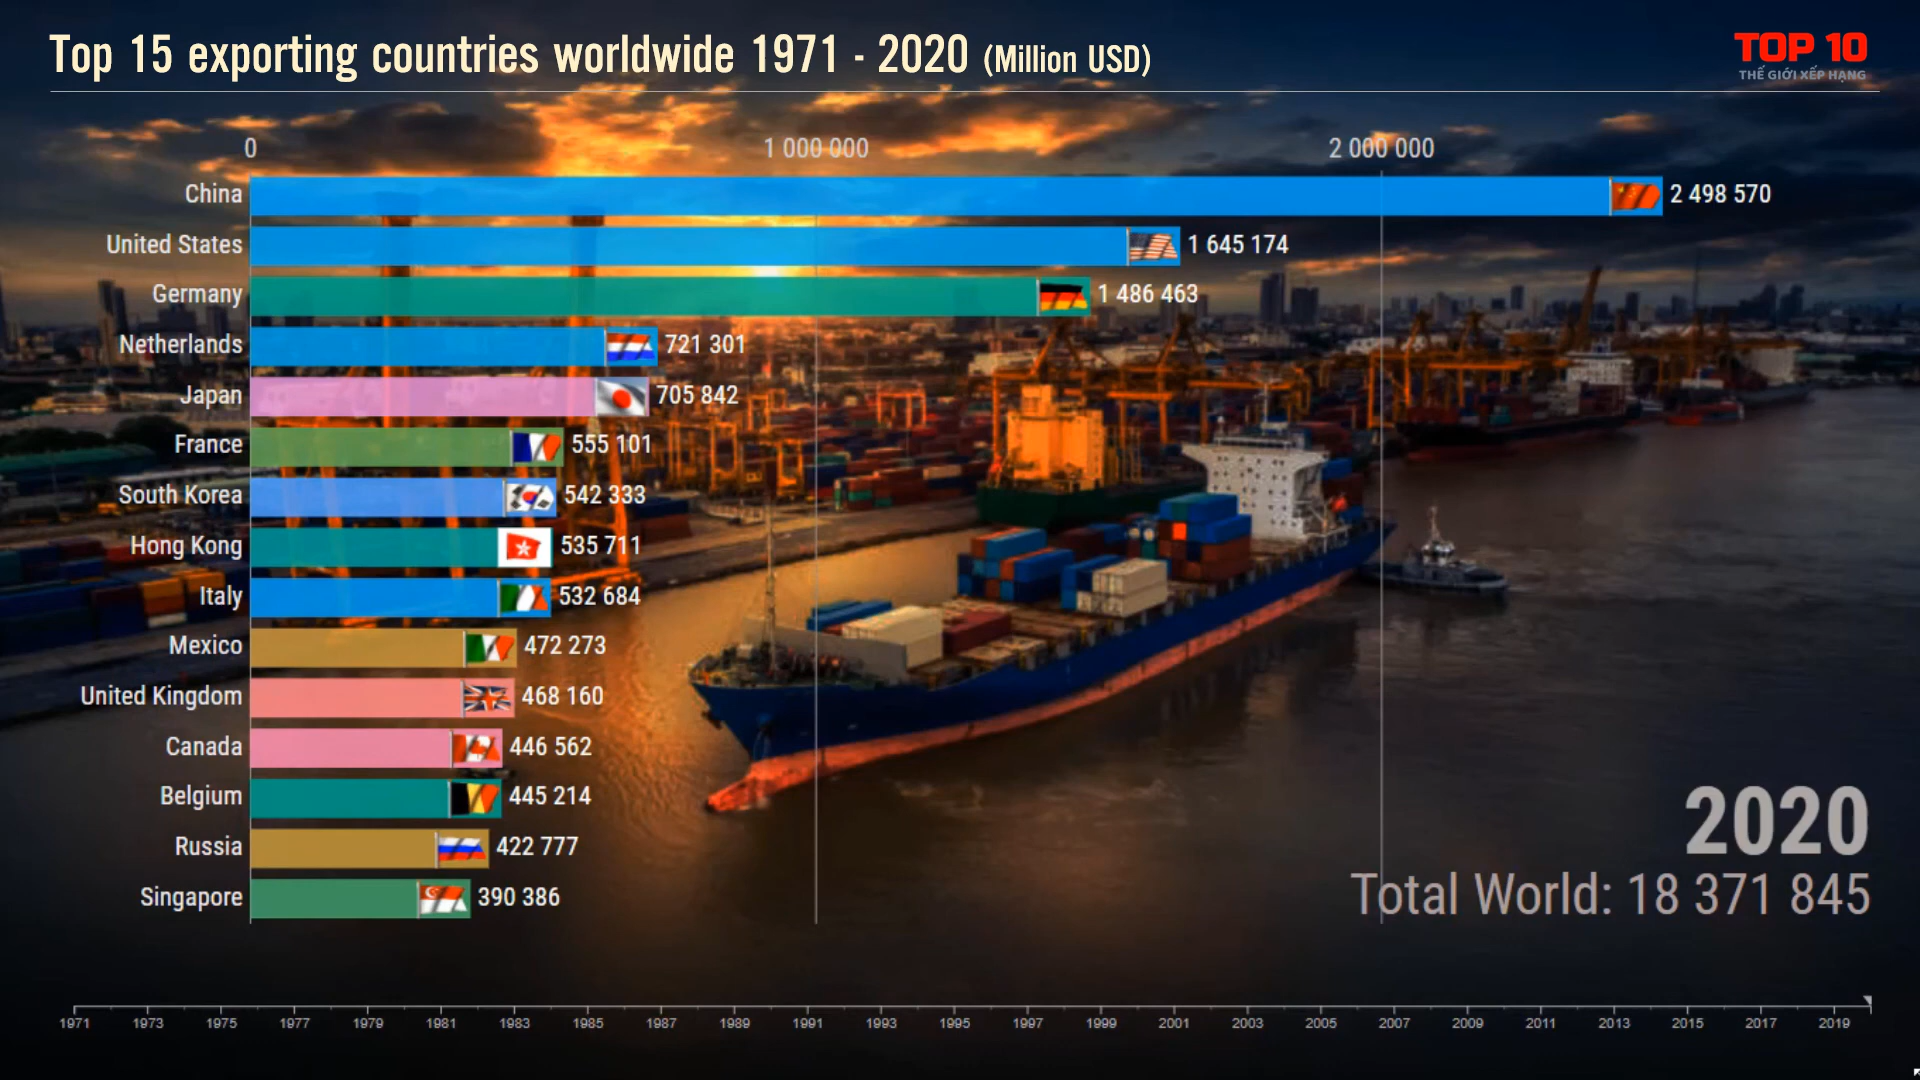 Top 15 exporting countries worldwide 1971 - 2020 (Million USD)
TOP 10
THẾ GIỚI XẾP HẠNG
0 1 000 000 2 000 000
China 2 498 570
United States 1 645 174
Germany 1 486 463
Netherlands 721 301
Japan 705 842
France 555 101
South Korea 542 333
Hong Kong 535 711
Italy 532 684
Mexico 472 273
United Kingdom 468 160
Canada 446 562
Belgium 445 214
Russia 422 777
Singapore 390 386
2020
Total World: 18 371 845
1971 1973 1975 1977 1979 1981 1983 1985 1987 1989 1991 1993 1995 1997 1999 2001 2003 2005 2007 2009 2011 2013 2015 2017 2019